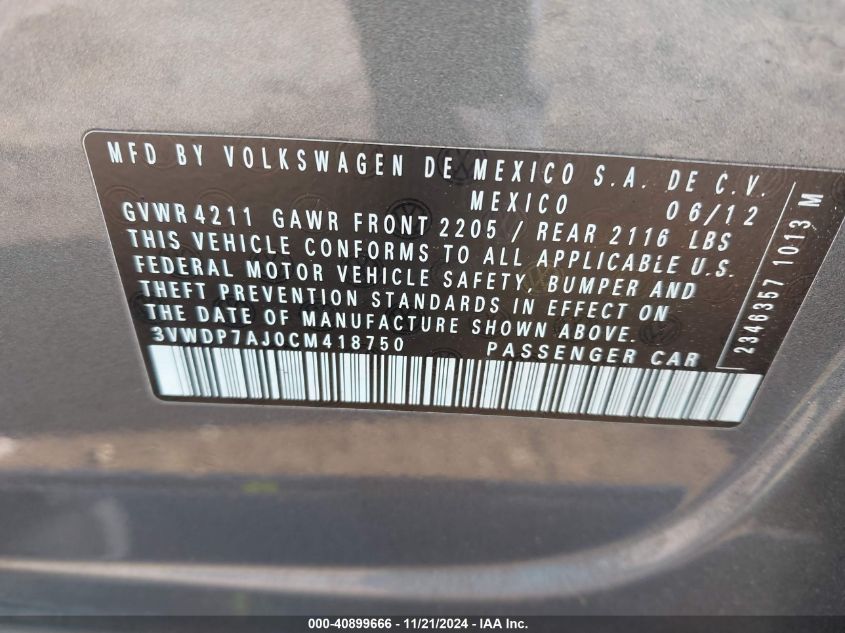 MFD BY VOLKSWAGEN DE MEXICO S.A. DE C.V.
MEXICO 06/12
GVWR 4211 GAWR FRONT 2205 / REAR 2116 LBS
THIS VEHICLE CONFORMS TO ALL APPLICABLE U.S.
FEDERAL MOTOR VEHICLE SAFETY, BUMPER AND
THEFT PREVENTION STANDARDS IN EFFECT ON
THE DATE OF MANUFACTURE SHOWN ABOVE.
3VWDP7AJ0CM418750 PASSENGER CAR
2346357 1013 M
000-40899666 - 11/21/2024 - IAA Inc.